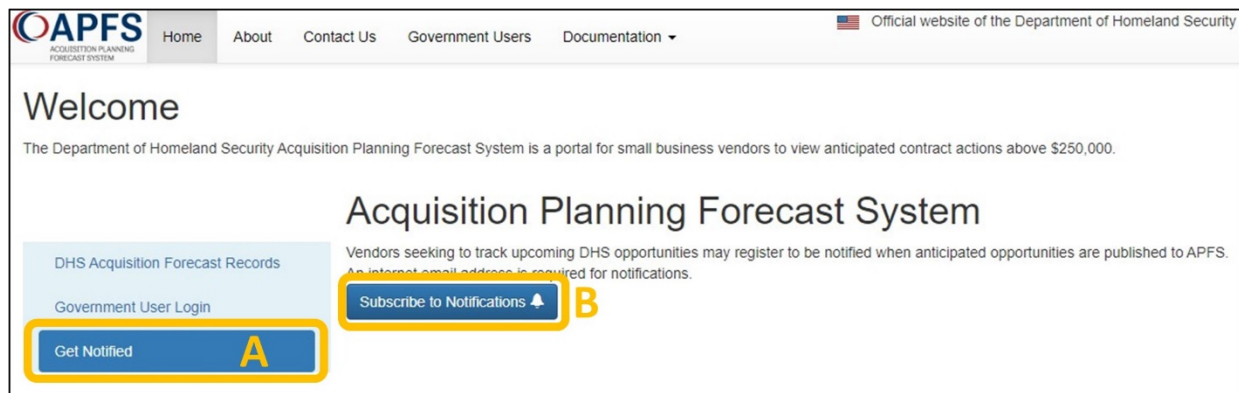 APFS
ACQUISITION PLANNING
FORECAST SYSTEM
Home About Contact Us Government Users Documentation
Official website of the Department of Homeland Security
Welcome
The Department of Homeland Security Acquisition Planning Forecast System is a portal for small business vendors to view anticipated contract actions above $250,000.
Acquisition Planning Forecast System
Vendors seeking to track upcoming DHS opportunities may register to be notified when anticipated opportunities are published to APFS.
An internet email address is required for notifications.
Subscribe to Notifications B
DHS Acquisition Forecast Records
Government User Login
Get Notified A